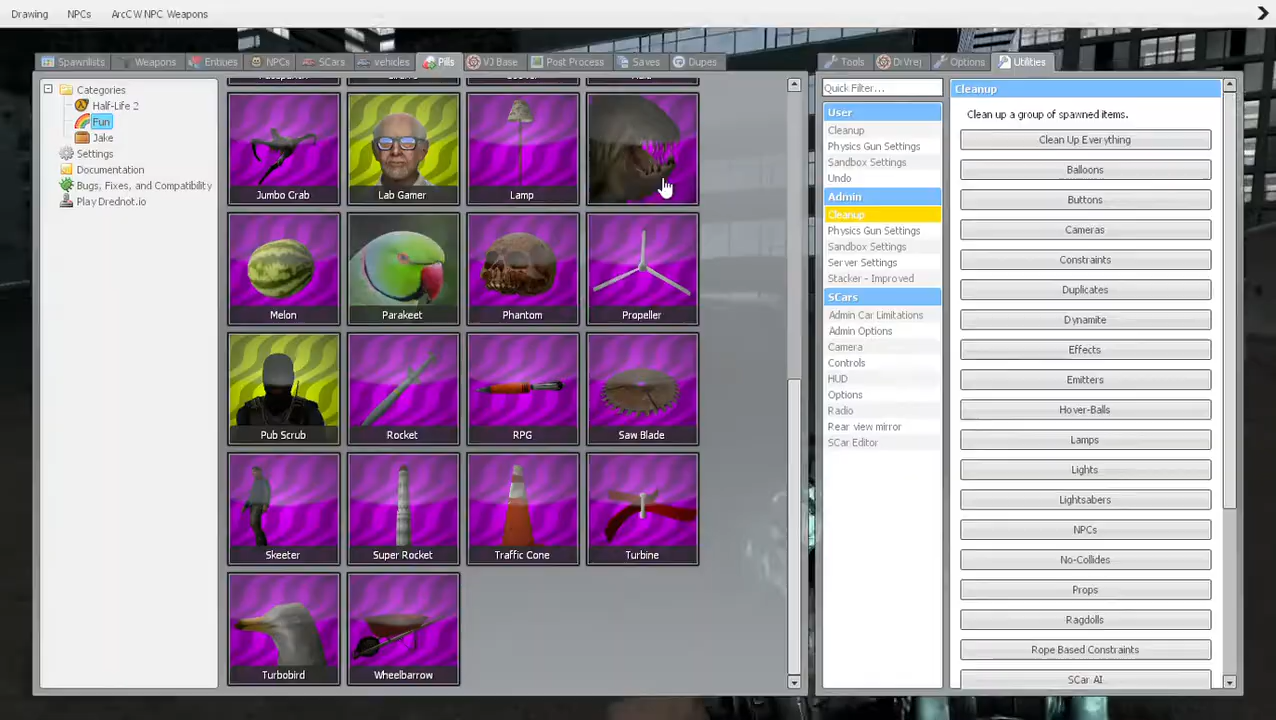 Drawing NPCs ArcCW NPC Weapons
Spawnlists Weapons Entities NPCs SCars vehicles Pills VJ Base Post Process Saves Dupes
Categories
Half-Life 2
Fun
Jake
Settings
Documentation
Bugs, Fixes, and Compatibility
Play Drednot.io
Jumbo Crab Lab Gamer Lamp
Melon Parakeet Phantom Propeller
Pub Scrub Rocket RPG Saw Blade
Skeeter Super Rocket Traffic Cone Turbine
Turbobird Wheelbarrow
Tools DiVrej Options Utilities
Quick Filter...
User
Cleanup
Physics Gun Settings
Sandbox Settings
Undo
Admin
Cleanup
Physics Gun Settings
Sandbox Settings
Server Settings
Stacker - Improved
SCars
Admin Car Limitations
Admin Options
Camera
Controls
HUD
Options
Radio
Rear view mirror
SCar Editor
Cleanup
Clean up a group of spawned items.
Clean Up Everything
Balloons
Buttons
Cameras
Constraints
Duplicates
Dynamite
Effects
Emitters
Hover-Balls
Lamps
Lights
Lightsabers
NPCs
No-Collides
Props
Ragdolls
Rope Based Constraints
SCar AI